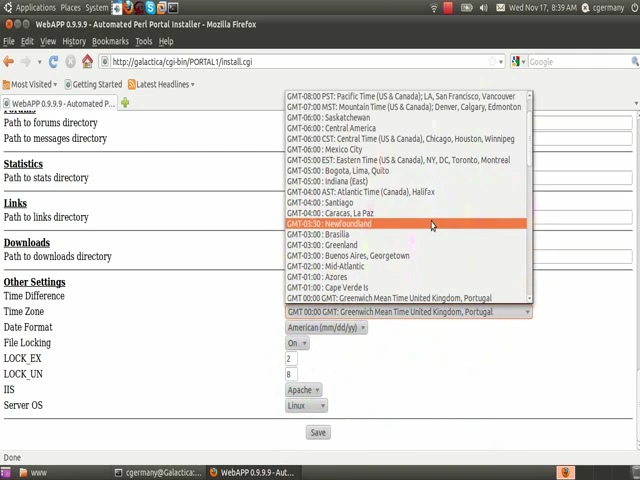 Applications Places System Wed Nov 17, 8:39 AM cgermany
WebAPP 0.9.9.9 - Automated Perl Portal Installer - Mozilla Firefox
File Edit View History Bookmarks Tools Help
http://galactica/cgi-bin/PORTAL1/install.cgi Google
Most Visited Getting Started Latest Headlines
WebAPP 0.9.9.9 - Automated P...
Forums
Path to forums directory
Path to messages directory
Statistics
Path to stats directory
Links
Path to links directory
Downloads
Path to downloads directory
Other Settings
Time Difference
GMT-08:00 PST: Pacific Time (US & Canada); LA, San Francisco, Vancouver
GMT-07:00 MST: Mountain Time (US & Canada); Denver, Calgary, Edmonton
GMT-06:00 : Saskatchewan
GMT-06:00 : Central America
GMT-06:00 CST: Central Time (US & Canada), Chicago, Houston, Winnipeg
GMT-06:00 : Mexico City
GMT-05:00 EST: Eastern Time (US & Canada), NY, DC, Toronto, Montreal
GMT-05:00 : Bogota, Lima, Quito
GMT-05:00 : Indiana (East)
GMT-04:00 AST: Atlantic Time (Canada), Halifax
GMT-04:00 : Santiago
GMT-04:00 : Caracas, La Paz
GMT-03:30 : Newfoundland
GMT-03:00 : Brasilia
GMT-03:00 : Greenland
GMT-03:00 : Buenos Aires, Georgetown
GMT-02:00 : Mid-Atlantic
GMT-01:00 : Azores
GMT-01:00 : Cape Verde Is
GMT 00:00 GMT: Greenwich Mean Time United Kingdom, Portugal
Time Zone GMT 00:00 GMT: Greenwich Mean Time United Kingdom, Portugal
Date Format American (mm/dd/yy)
File Locking On
LOCK_EX 2
LOCK_UN 8
IIS Apache
Server OS Linux
Save
Done
www cgermany@Galactica:... WebAPP 0.9.9.9 - Aut...